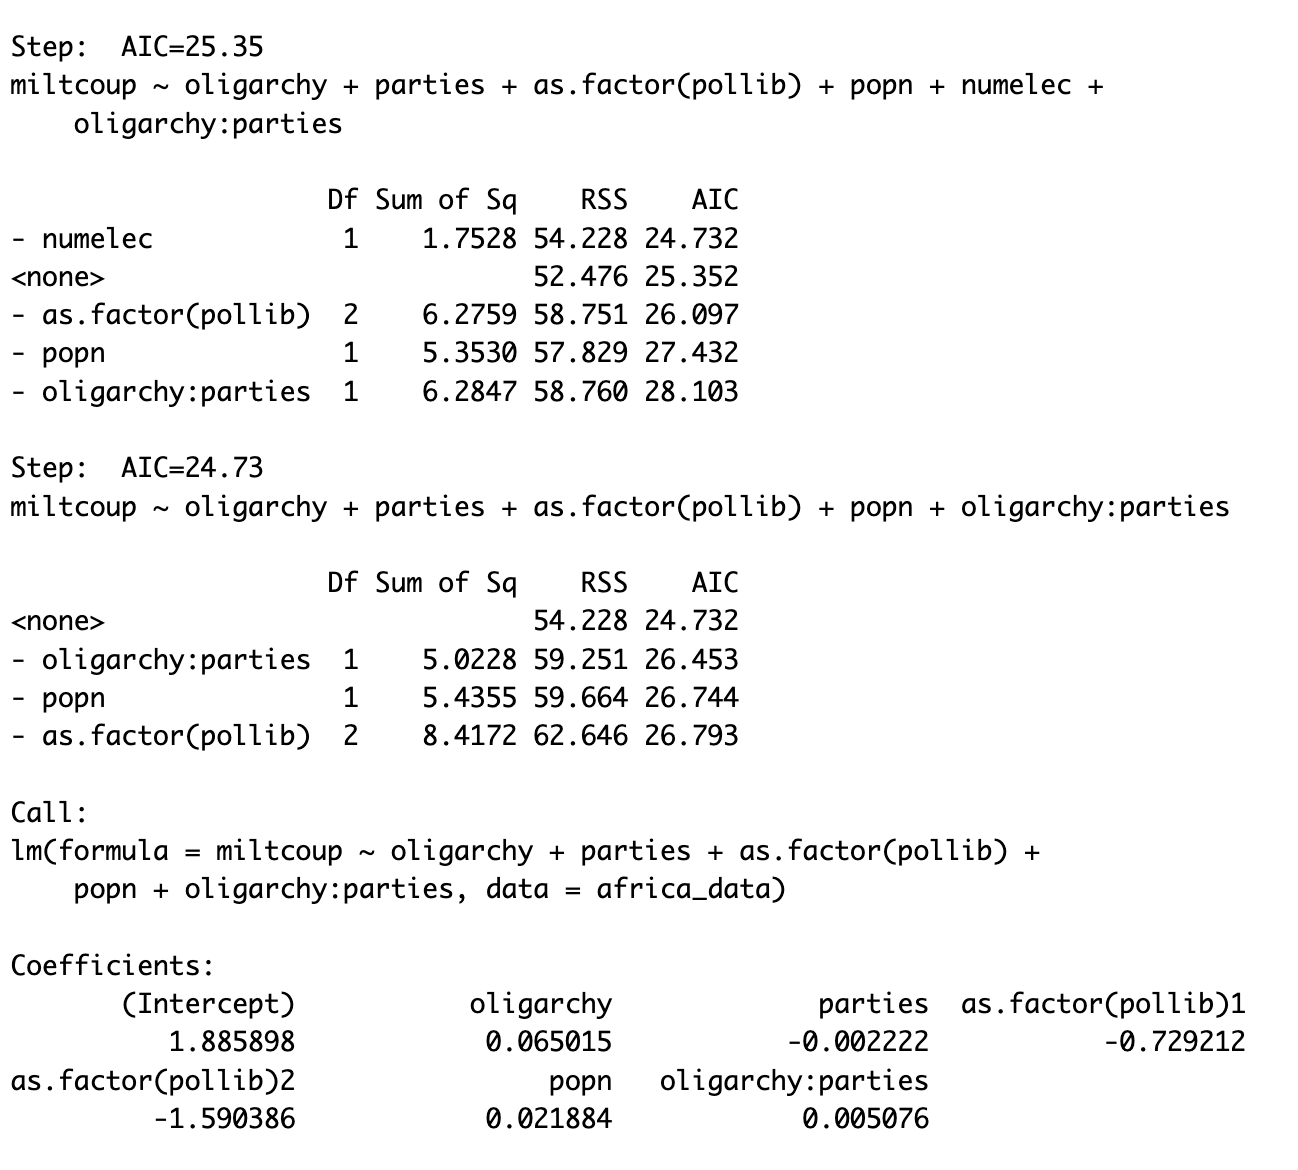 Step:  AIC=25.35
miltcoup ~ oligarchy + parties + as.factor(pollib) + popn + numelec +
    oligarchy:parties
                    Df Sum of Sq    RSS    AIC
- numelec            1    1.7528 54.228 24.732
<none>                           52.476 25.352
- as.factor(pollib)  2    6.2759 58.751 26.097
- popn               1    5.3530 57.829 27.432
- oligarchy:parties  1    6.2847 58.760 28.103
Step:  AIC=24.73
miltcoup ~ oligarchy + parties + as.factor(pollib) + popn + oligarchy:parties
                    Df Sum of Sq    RSS    AIC
<none>                           54.228 24.732
- oligarchy:parties  1    5.0228 59.251 26.453
- popn               1    5.4355 59.664 26.744
- as.factor(pollib)  2    8.4172 62.646 26.793
Call:
lm(formula = miltcoup ~ oligarchy + parties + as.factor(pollib) +
    popn + oligarchy:parties, data = africa_data)
Coefficients:
       (Intercept)           oligarchy             parties  as.factor(pollib)1
          1.885898            0.065015           -0.002222           -0.729212
as.factor(pollib)2                popn   oligarchy:parties
         -1.590386            0.021884            0.005076